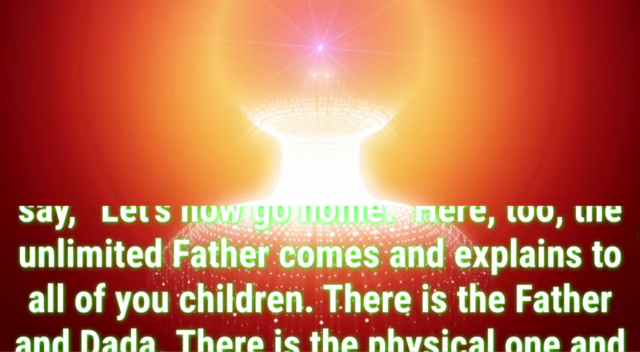 say, "Let's now go home." Here, too, the
unlimited Father comes and explains to
all of you children. There is the Father
and Dada. There is the physical one and